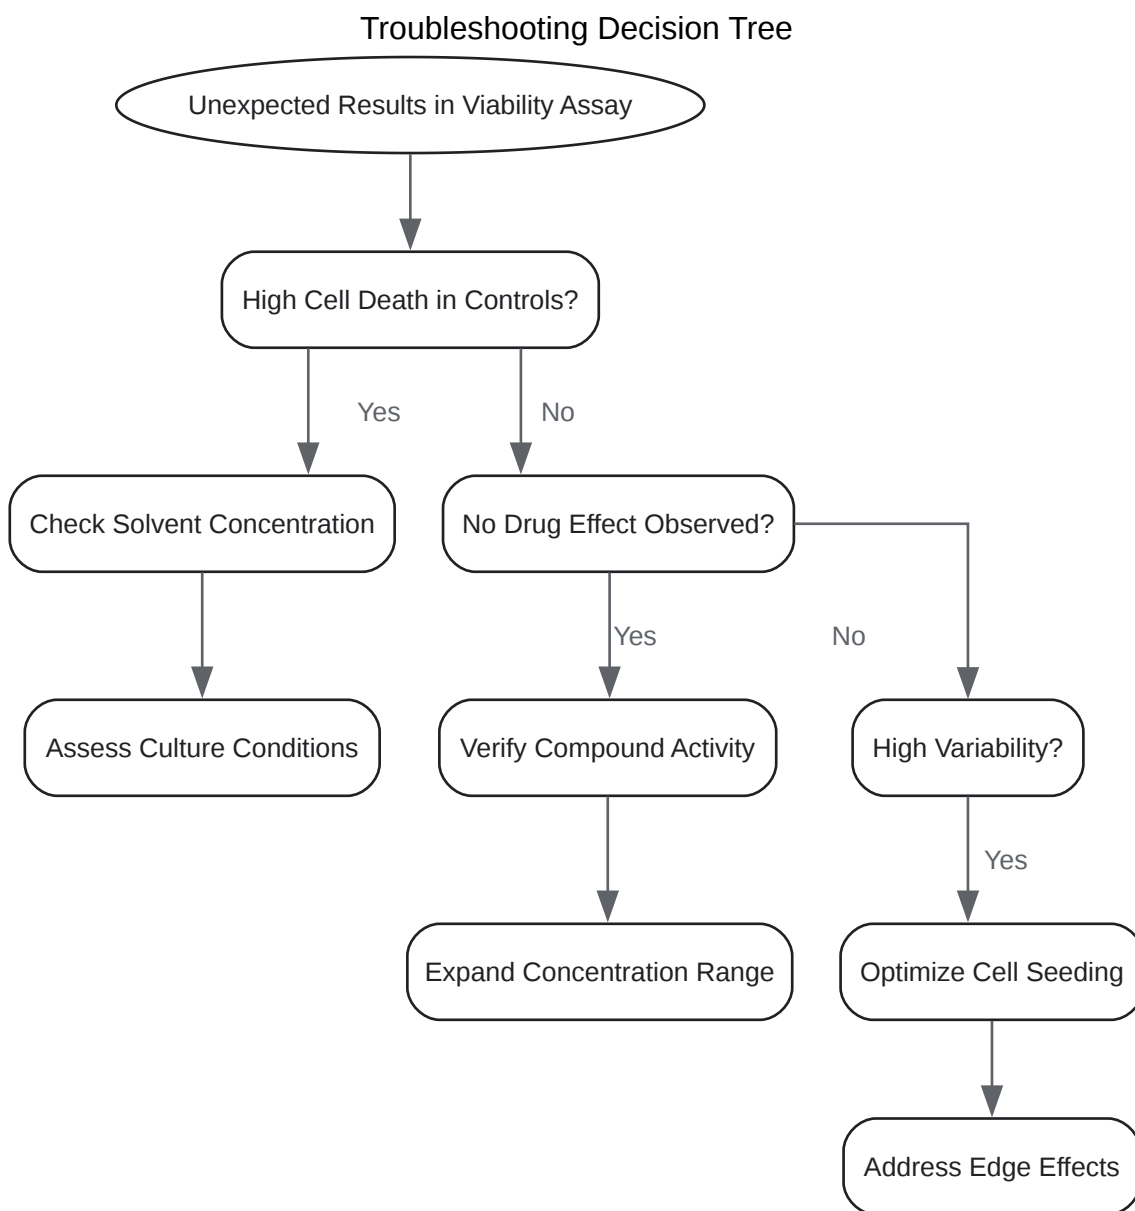 Troubleshooting Decision Tree
Unexpected Results in Viability Assay
High Cell Death in Controls?
Yes
No
Check Solvent Concentration
No Drug Effect Observed?
Yes
No
Assess Culture Conditions
Verify Compound Activity
High Variability?
Yes
Expand Concentration Range
Optimize Cell Seeding
Address Edge Effects